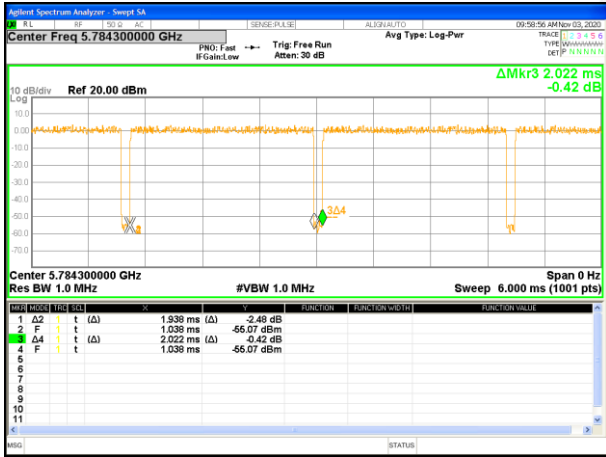 Agilent Spectrum Analyzer - Swept SA
RL RF 50 Ω AC SENSE:PULSE ALIGNAUTO 09:58:56 AM Nov 03, 2020
Center Freq 5.784300000 GHz Avg Type: Log-Pwr TRACE 1 2 3 4 5 6
PNO: Fast Trig: Free Run TYPE W
IFGain:Low Atten: 30 dB DET P N N N N N
ΔMkr3 2.022 ms
10 dB/div Ref 20.00 dBm -0.42 dB
Log
10.0
0.00
-10.0
-20.0
-30.0
-40.0
-50.0
3Δ4
-60.0
-70.0
Center 5.784300000 GHz Span 0 Hz
Res BW 1.0 MHz #VBW 1.0 MHz Sweep 6.000 ms (1001 pts)
MKR MODE TRC SCL X Y FUNCTION FUNCTION WIDTH FUNCTION VALUE
1 Δ2 1 t (Δ) 1.938 ms (Δ) -2.48 dB
2 F 1 t 1.038 ms -55.07 dBm
3 Δ4 1 t (Δ) 2.022 ms (Δ) -0.42 dB
4 F 1 t 1.038 ms -55.07 dBm
5
6
7
8
9
10
11
MSG STATUS